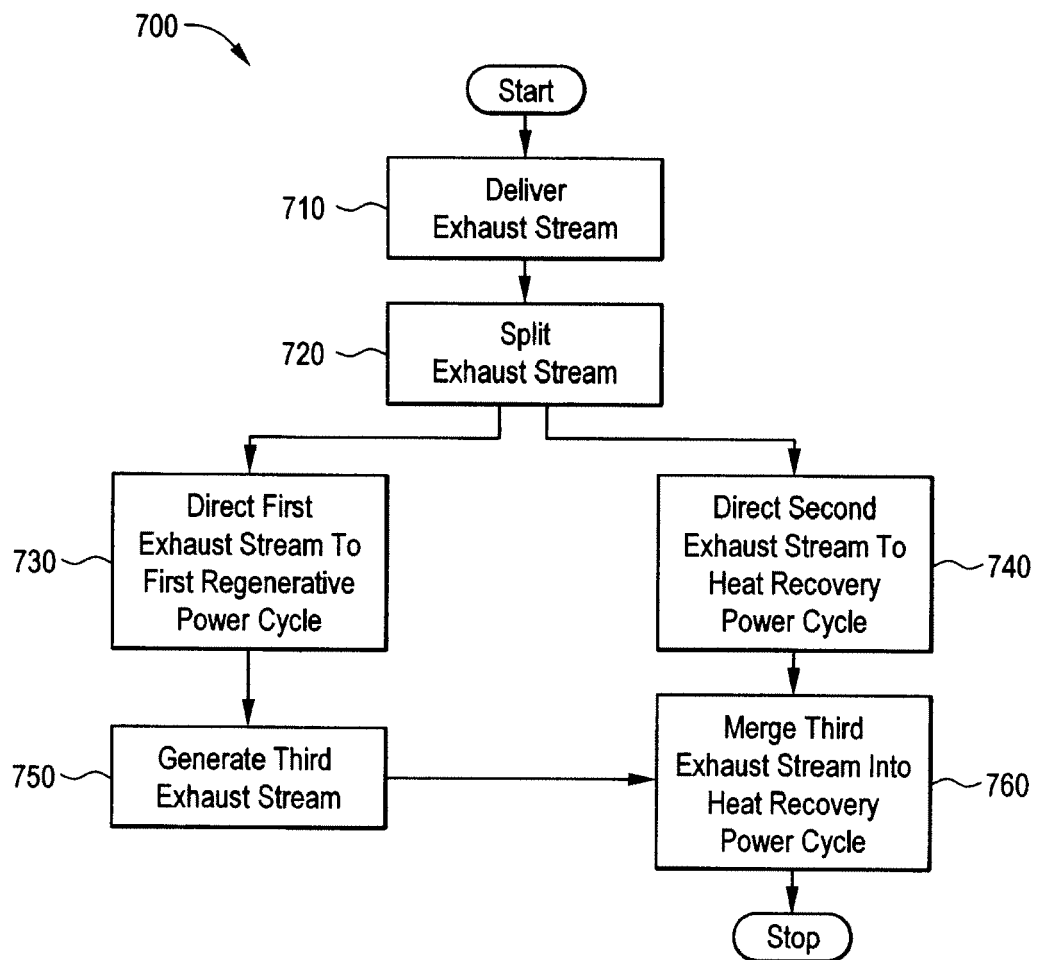 700
Start
710
Deliver
Exhaust Stream
720
Split
Exhaust Stream
730
Direct First
Exhaust Stream To
First Regenerative
Power Cycle
Direct Second
Exhaust Stream To
Heat Recovery
Power Cycle
740
750
Generate Third
Exhaust Stream
Merge Third
Exhaust Stream Into
Heat Recovery
Power Cycle
760
Stop